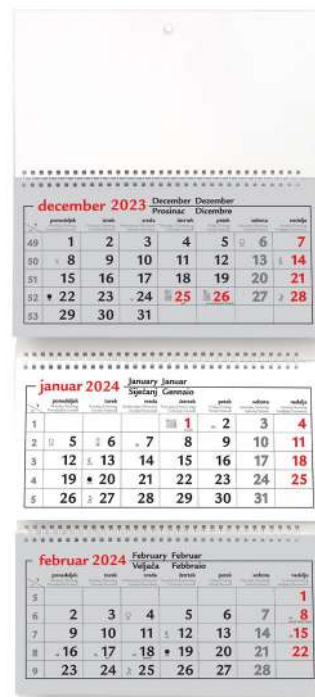 december 2023 December Dezember
Prosinac Dicembre
ponedeljek torek sreda četrtek petek sobota nedelja
49 1 2 3 4 5 6 7
50 8 9 10 11 12 13 14
51 15 16 17 18 19 20 21
52 22 23 24 25 26 27 28
53 29 30 31
januar 2024 January Januar
Siječanj Gennaio
ponedeljek torek sreda četrtek petek sobota nedelja
1 1 2 3 4
2 5 6 7 8 9 10 11
3 12 13 14 15 16 17 18
4 19 20 21 22 23 24 25
5 26 27 28 29 30 31
februar 2024 February Februar
Veljača Febbraio
ponedeljek torek sreda četrtek petek sobota nedelja
5 1
6 2 3 4 5 6 7 8
7 9 10 11 12 13 14 15
8 16 17 18 19 20 21 22
9 23 24 25 26 27 28